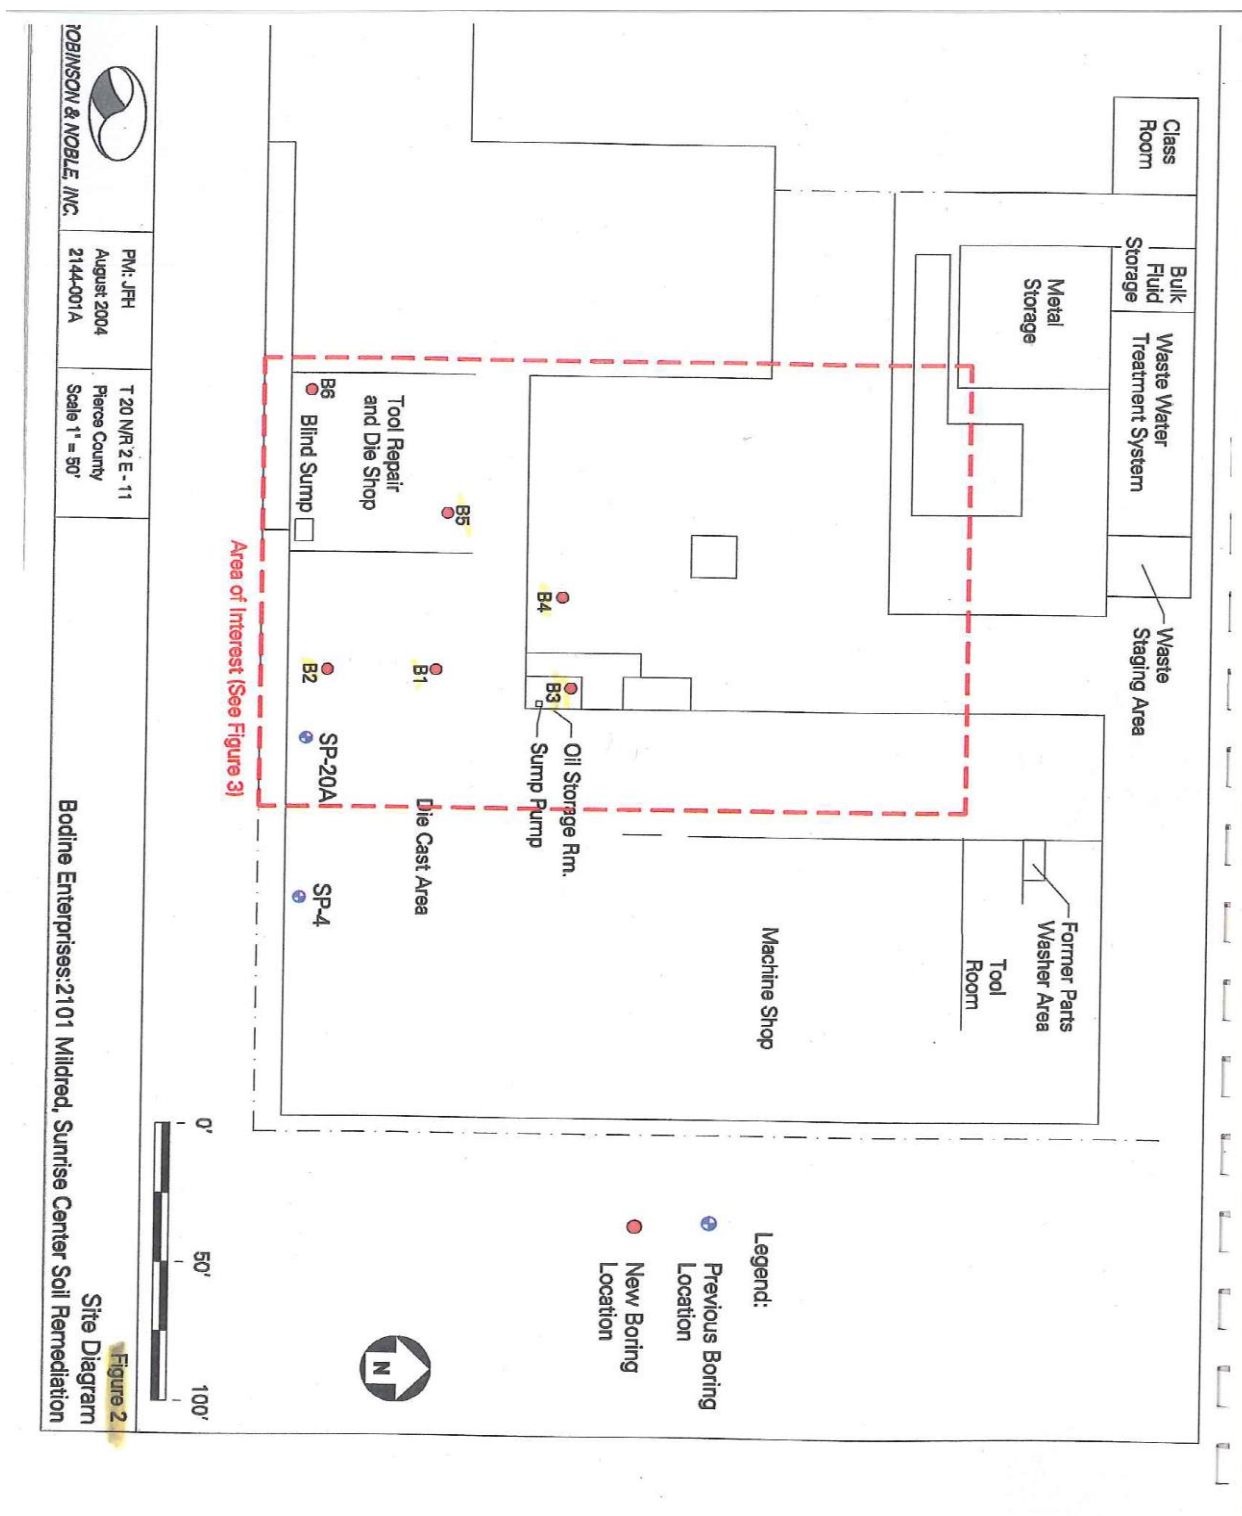 Class
Room
Bulk
Fluid
Storage
Waste Water
Treatment System
Metal
Storage
Waste
Staging Area
Former Parts
Washer Area
Tool
Room
Machine Shop
Tool Repair
and Die Shop
B6
Blind Sump
B5
B4
B3
Oil Storage Rm.
Sump Pump
B1
B2
SP-20A
Die Cast Area
SP-4
Area of Interest (See Figure 3)
Legend:
Previous Boring
Location
New Boring
Location
N
0'
50'
100'
ROBINSON & NOBLE, INC.
PM: JFH
August 2004
2144-001A
T 20 N/R 2 E - 11
Pierce County
Scale 1" = 50'
Figure 2
Site Diagram
Bodine Enterprises:2101 Mildred, Sunrise Center Soil Remediation